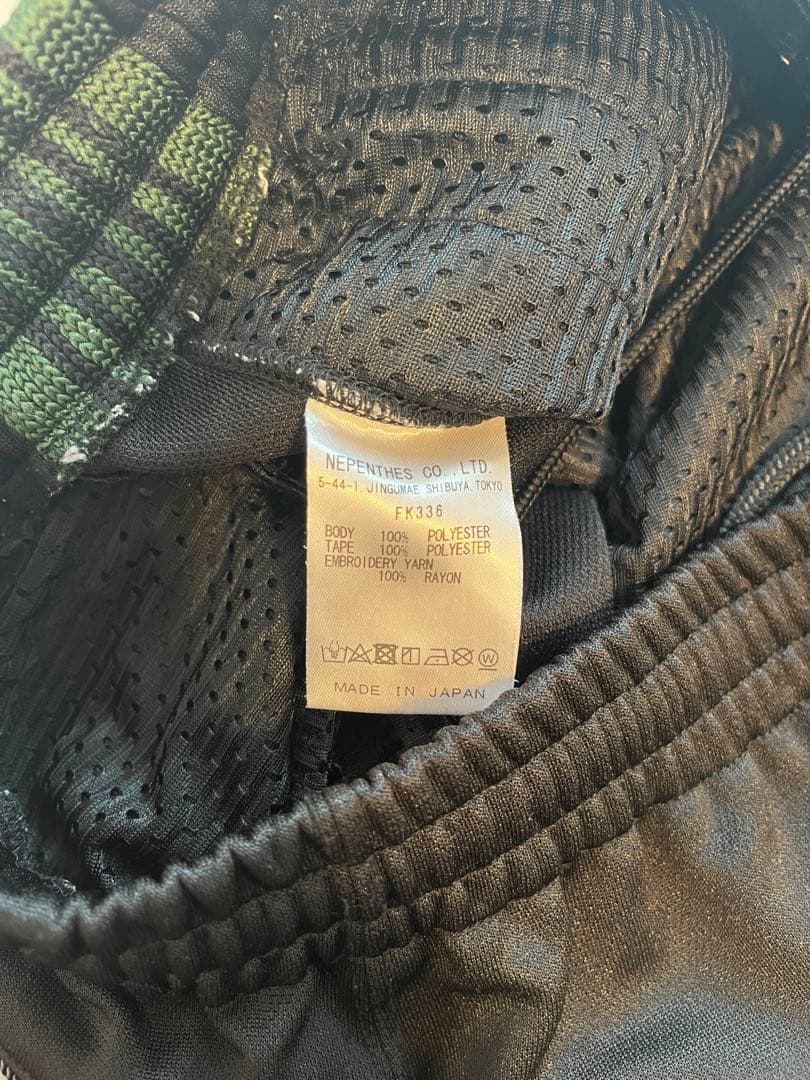 NEPENTHES CO.,LTD.
5-44-1, JINGUMAE SHIBUYA, TOKYO
FK336
BODY 100% POLYESTER
TAPE 100% POLYESTER
EMBROIDERY YARN
100% RAYON
W
MADE IN JAPAN